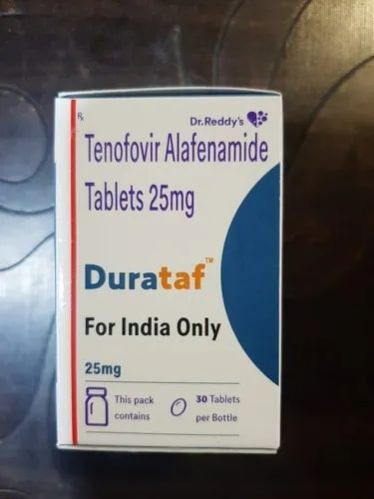 Rx
Dr.Reddy's
Tenofovir Alafenamide
Tablets 25mg
Durataf™
For India Only
25mg
This pack
contains
30 Tablets
per Bottle